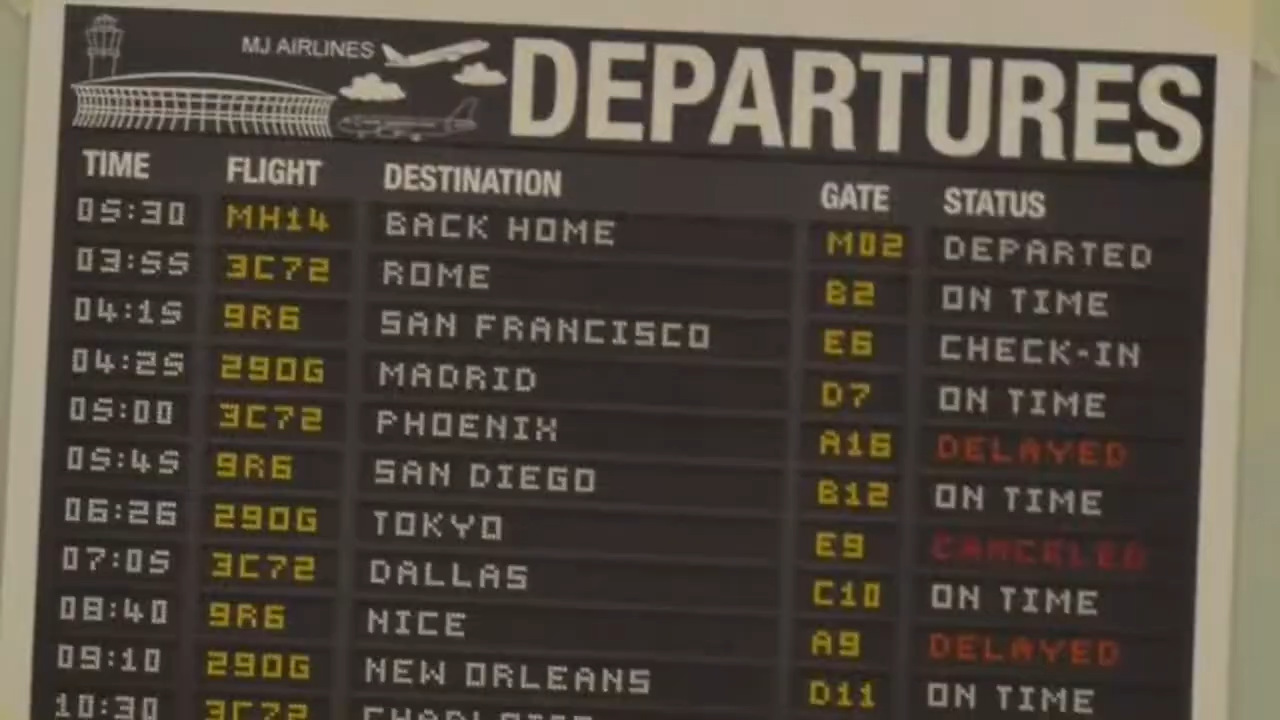 MJ AIRLINES DEPARTURES
TIME FLIGHT DESTINATION GATE STATUS
05:30 MH14 BACK HOME M02 DEPARTED
03:55 3C72 ROME B2 ON TIME
04:15 9R6 SAN FRANCISCO E6 CHECK-IN
04:25 290G MADRID D7 ON TIME
05:00 3C72 PHOENIX A16 DELAYED
05:45 9R6 SAN DIEGO B12 ON TIME
06:26 290G TOKYO E9 CANCELED
07:05 3C72 DALLAS C10 ON TIME
08:40 9R6 NICE A9 DELAYED
09:10 290G NEW ORLEANS D11 ON TIME
10:30 3C72